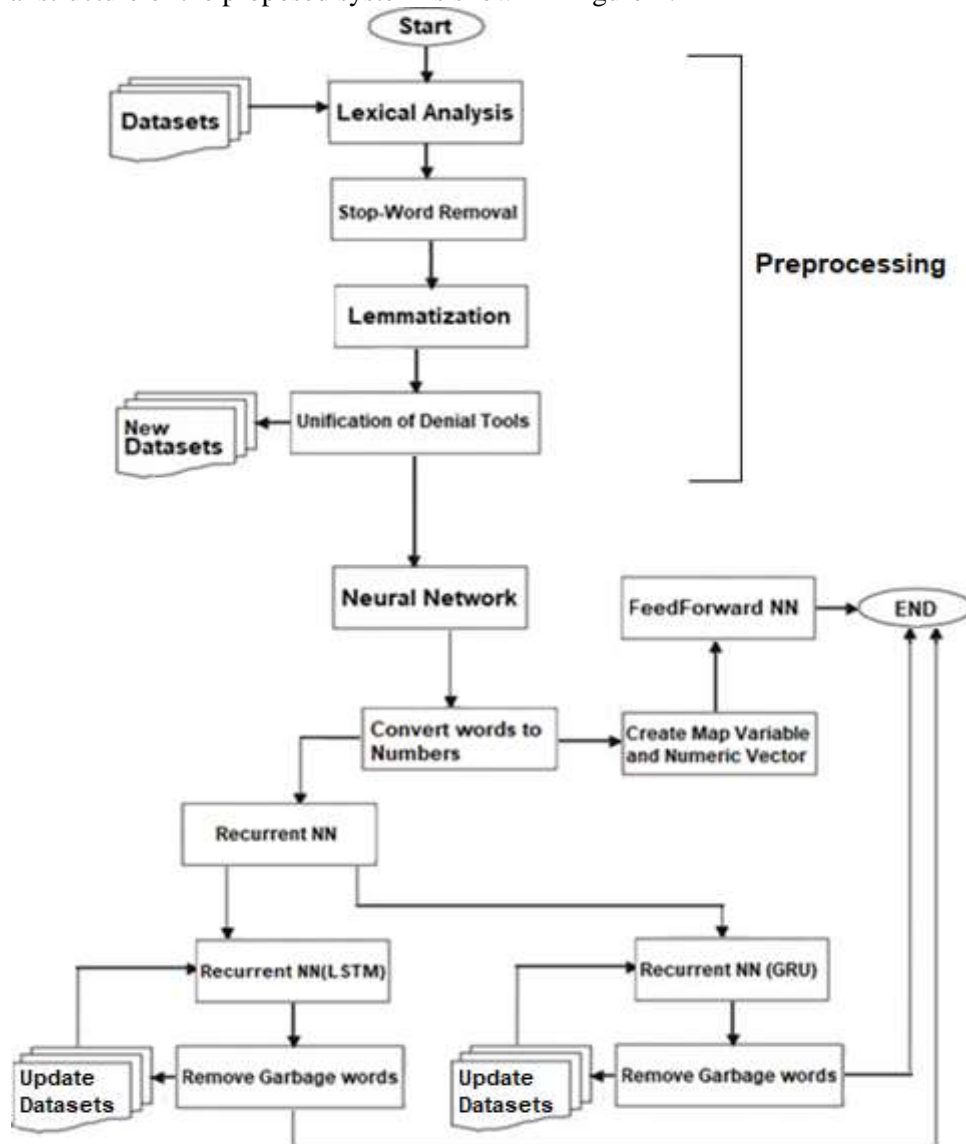 Start
Datasets
Lexical Analysis
Stop-Word Removal
Preprocessing
Lemmatization
Unification of Denial Tools
New
Datasets
Neural Network
FeedForward NN
END
Convert words to
Numbers
Create Map Variable
and Numeric Vector
Recurrent NN
Recurrent NN(LSTM)
Recurrent NN (GRU)
Update
Datasets
Remove Garbage words
Update
Datasets
Remove Garbage words